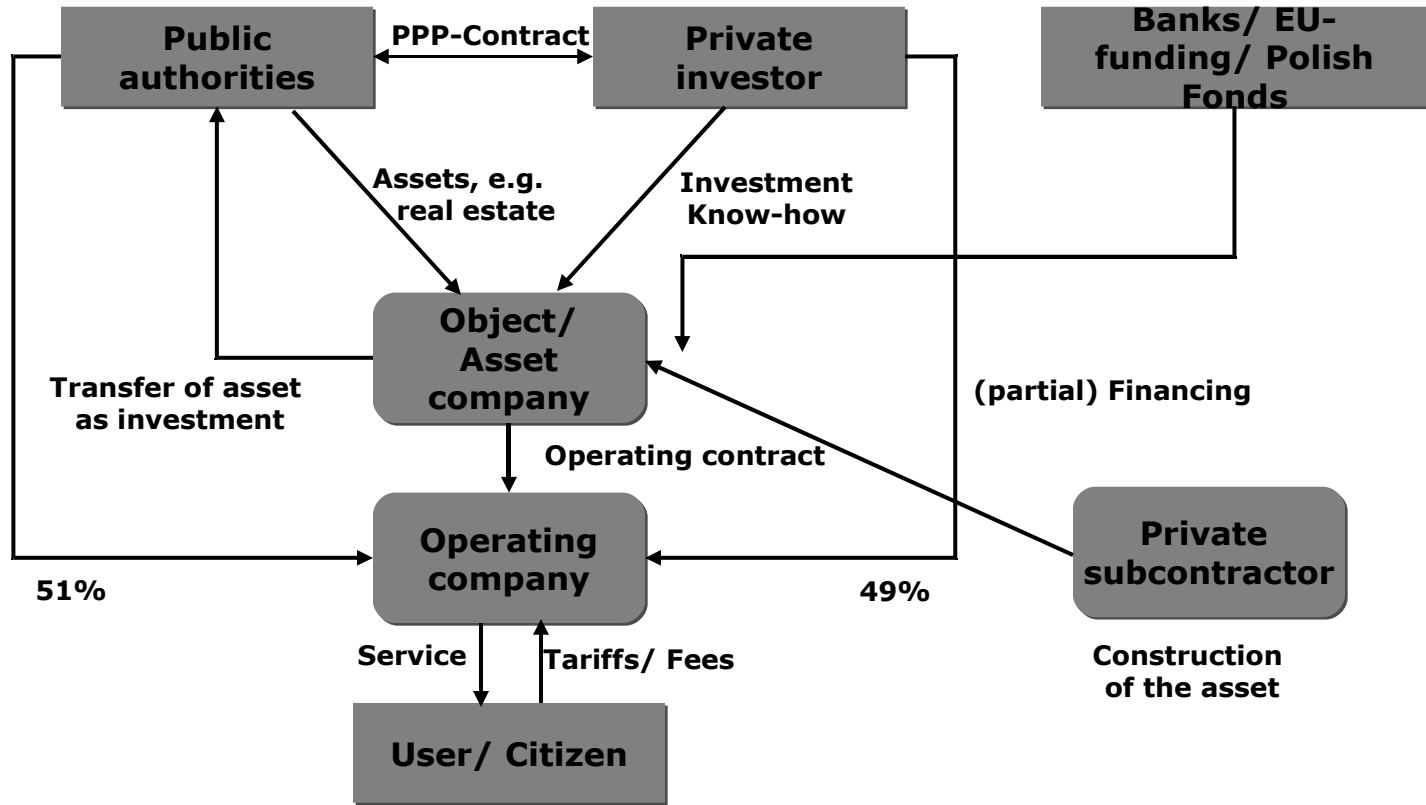 Public
authorities
PPP-Contract
Private
investor
Banks/ EU-
funding/ Polish
Fonds
Assets, e.g.
real estate
Investment
Know-how
Object/
Asset
company
Transfer of asset
as investment
(partial) Financing
Operating contract
Operating
company
Private
subcontractor
51%
49%
Service
Tariffs/ Fees
Construction
of the asset
User/ Citizen